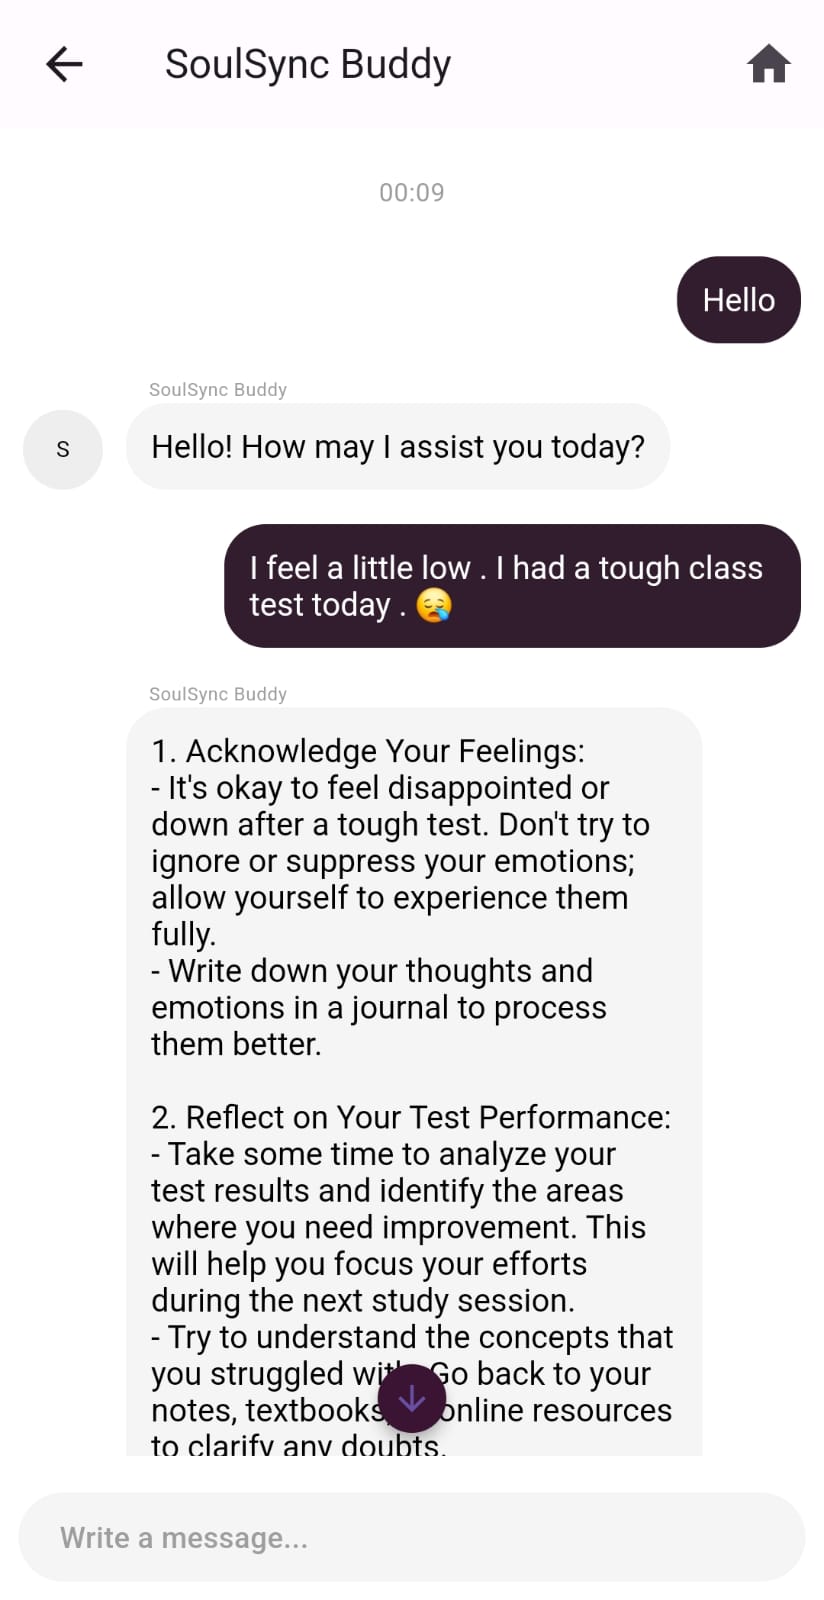 SoulSync Buddy
00:09
Hello
SoulSync Buddy
S
Hello! How may I assist you today?
I feel a little low . I had a tough class
test today . 😪
SoulSync Buddy
1. Acknowledge Your Feelings:
- It's okay to feel disappointed or
down after a tough test. Don't try to
ignore or suppress your emotions;
allow yourself to experience them
fully.
- Write down your thoughts and
emotions in a journal to process
them better.
2. Reflect on Your Test Performance:
- Take some time to analyze your
test results and identify the areas
where you need improvement. This
will help you focus your efforts
during the next study session.
- Try to understand the concepts that
you struggled Go back to your
notes, textbooks, online resources
to clarify any doubts.
Write a message...